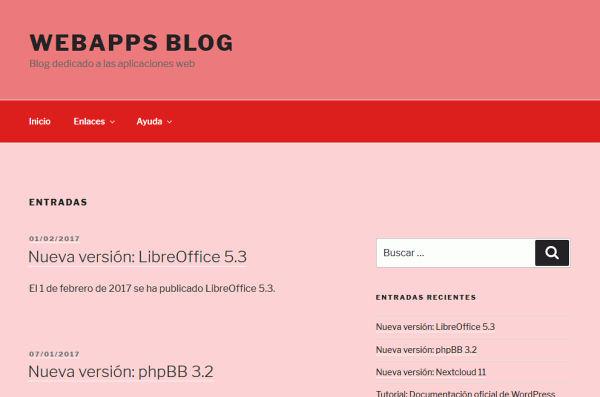 WEBAPPS BLOG
Blog dedicado a las aplicaciones web
Inicio Enlaces Ayuda
ENTRADAS
01/02/2017
Nueva versión: LibreOffice 5.3
El 1 de febrero de 2017 se ha publicado LibreOffice 5.3.
07/01/2017
Nueva versión: phpBB 3.2
Buscar ...
ENTRADAS RECIENTES
Nueva versión: LibreOffice 5.3
Nueva versión: phpBB 3.2
Nueva versión: Nextcloud 11
Tutorial: Documentación oficial de WordPress